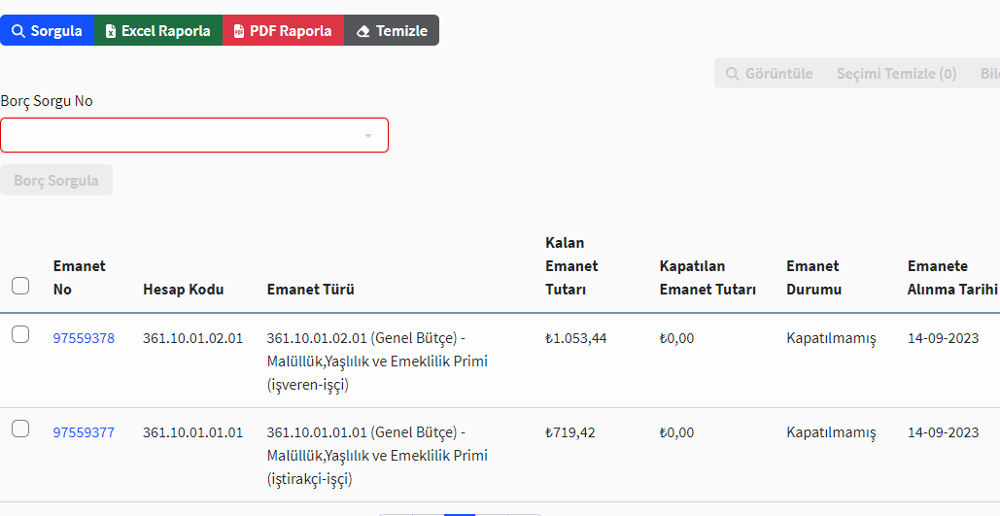 Sorgula Excel Raporla PDF Raporla Temizle
Görüntüle Seçimi Temizle (0)
Borç Sorgu No
Borç Sorgula
Emanet No Hesap Kodu Emanet Türü Kalan Emanet Tutarı Kapatılan Emanet Tutarı Emanet Durumu Emanete Alınma Tarihi
97559378 361.10.01.02.01 361.10.01.02.01 (Genel Bütçe) - ₺1.053,44 ₺0,00 Kapatılmamış 14-09-2023
Malüllük,Yaşlılık ve Emeklilik Primi
(işveren-işçi)
97559377 361.10.01.01.01 361.10.01.01.01 (Genel Bütçe) - ₺719,42 ₺0,00 Kapatılmamış 14-09-2023
Malüllük,Yaşlılık ve Emeklilik Primi
(iştirakçi-işçi)